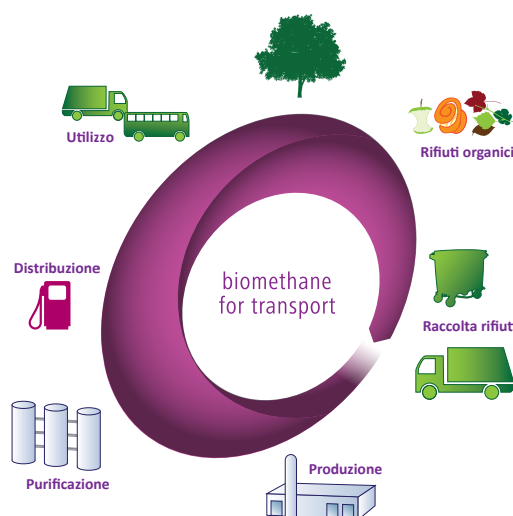 Utilizzo
Rifiuti organici
Distribuzione
biomethane
for transport
Raccolta rifiuti
Purificazione
Produzione